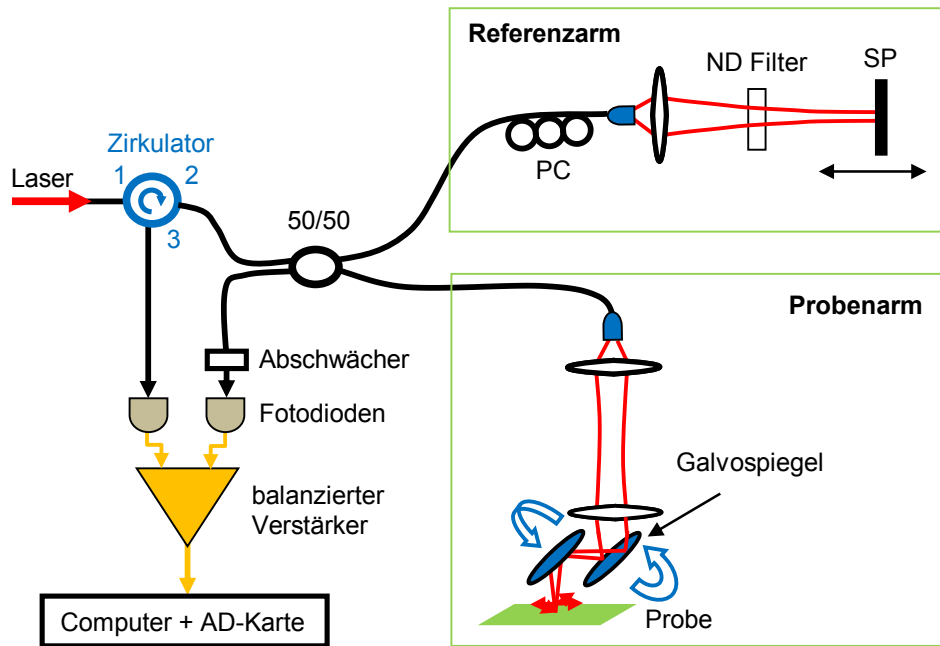 Referenzarm
ND Filter
SP
PC
Zirkulator
Laser
1
2
3
50/50
Probenarm
Abschwächer
Fotodioden
Galvospiegel
balanzierter
Verstärker
Probe
Computer + AD-Karte